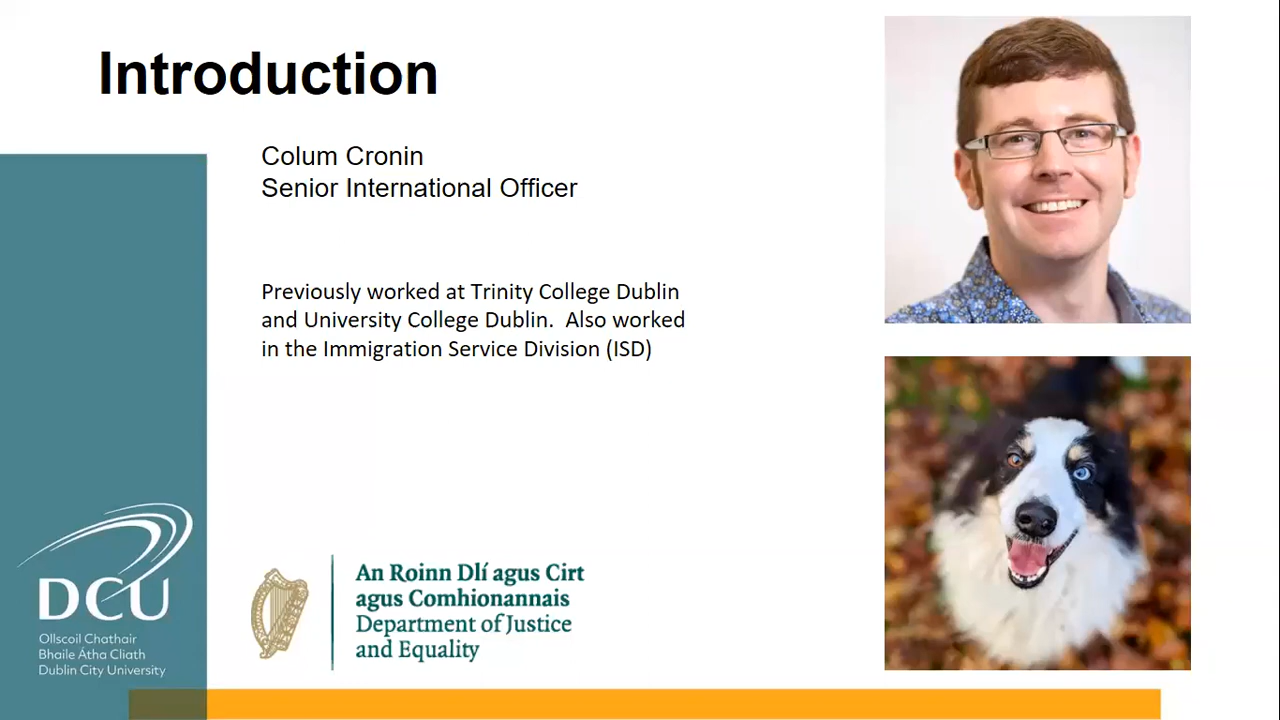 Introduction
Colum Cronin
Senior International Officer
Previously worked at Trinity College Dublin
and University College Dublin.  Also worked
in the Immigration Service Division (ISD)
DCU
Ollscoil Chathair
Bhaile Átha Cliath
Dublin City University
An Roinn Dlí agus Cirt
agus Comhionannais
Department of Justice
and Equality